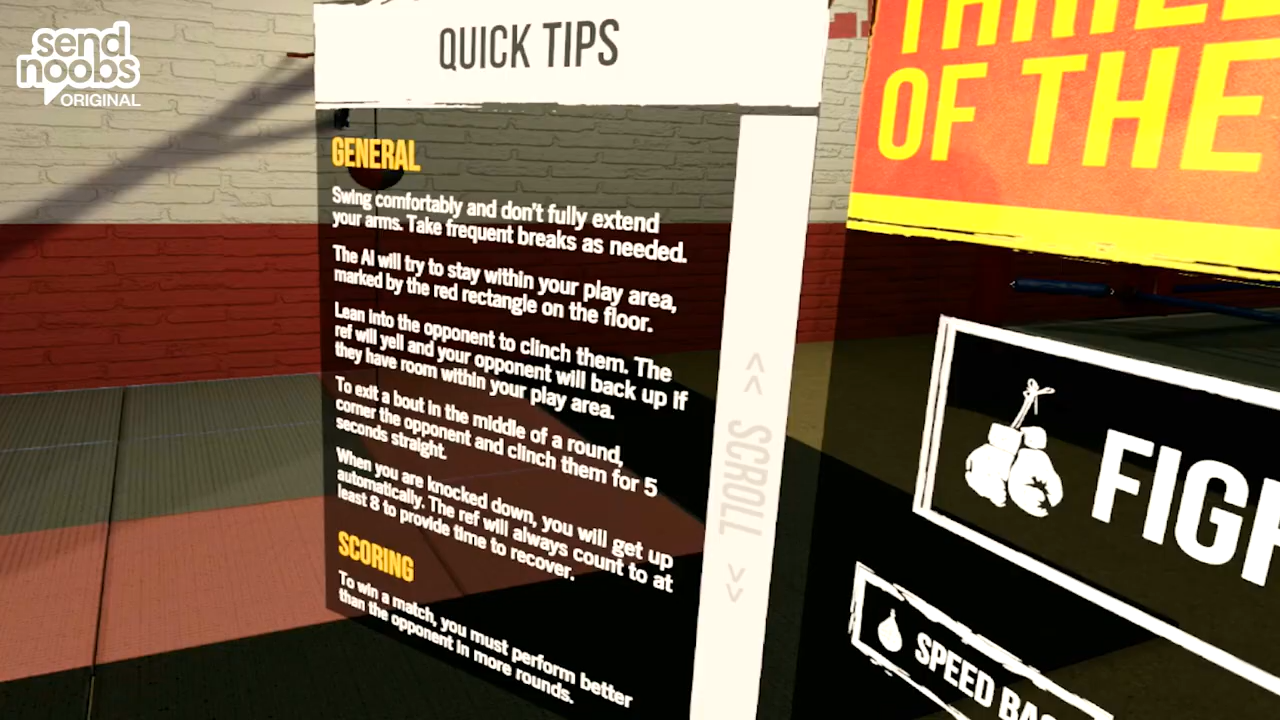 send
noobs
ORIGINAL
QUICK TIPS
GENERAL
Swing comfortably and don't fully extend
your arms. Take frequent breaks as needed.
The AI will try to stay within your play area,
marked by the red rectangle on the floor.
Lean into the opponent to clinch them. The
ref will yell and your opponent will back up if
they have room within your play area.
To exit a bout in the middle of a round,
corner the opponent and clinch them for 5
seconds straight.
When you are knocked down, you will get up
automatically. The ref will always count to at
least 8 to provide time to recover.
SCORING
To win a match, you must perform better
than the opponent in more rounds.
<< SCROLL >>
OF THE